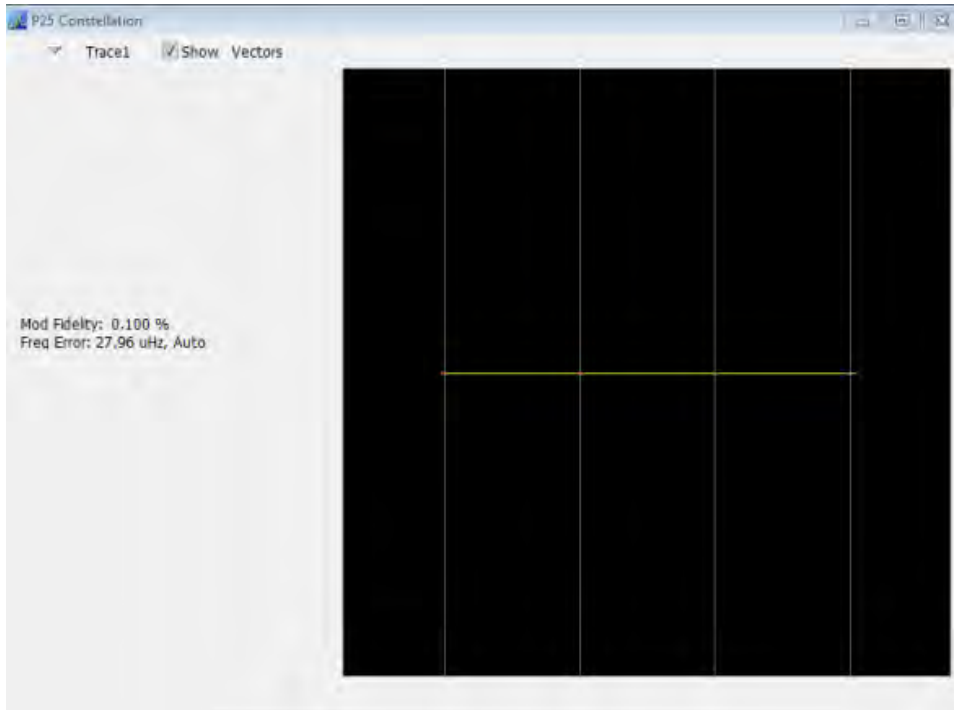 P25 Constellation
Trace1 Show Vectors
Mod Fidelity: 0.100 %
Freq Error: 27.96 uHz, Auto